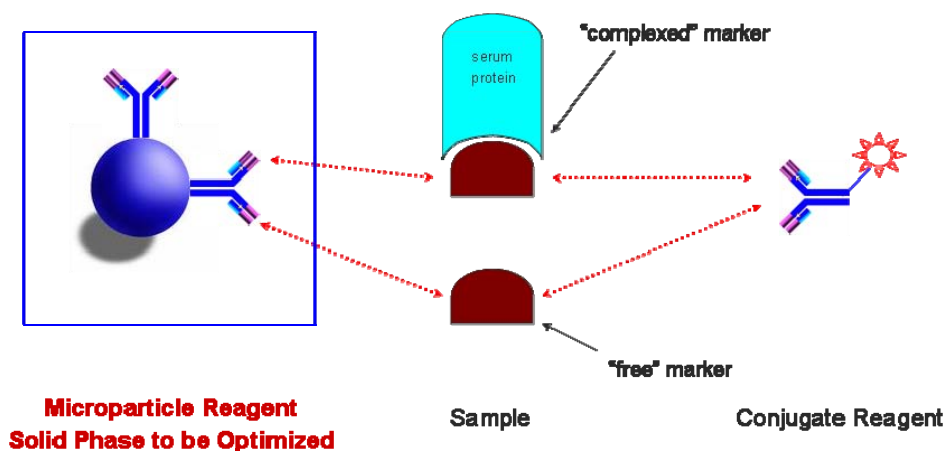 "complexed" marker
serum
protein
"free" marker
Microparticle Reagent
Solid Phase to be Optimized
Sample
Conjugate Reagent